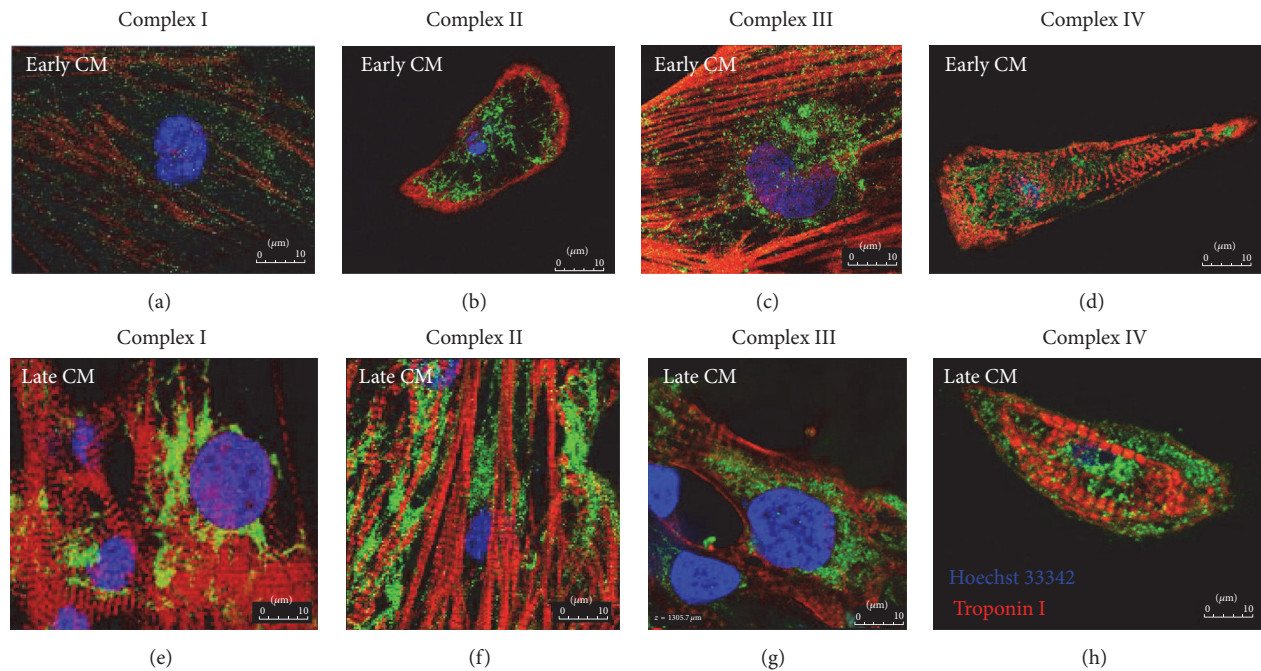 Complex I
Complex II
Complex III
Complex IV
Early CM
Early CM
Early CM
Early CM
(μm)
0 10
(μm)
0 10
(μm)
0 10
(μm)
0 10
(a)
(b)
(c)
(d)
Complex I
Complex II
Complex III
Complex IV
Late CM
Late CM
Late CM
Late CM
Hoechst 33342
Troponin I
(μm)
0 10
(μm)
0 10
z = 1305.7 μm
(μm)
0 10
(μm)
0 10
(e)
(f)
(g)
(h)